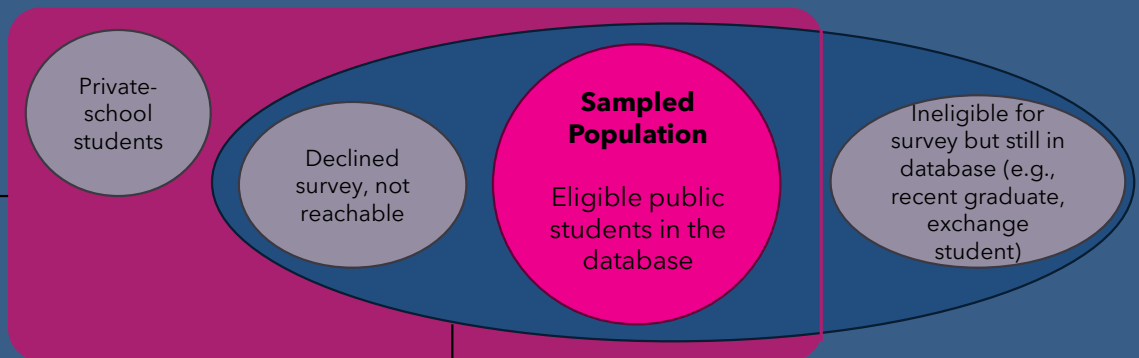 Private-
school
students
Declined
survey, not
reachable
Sampled
Population
Eligible public
students in the
database
Ineligible for
survey but still in
database (e.g.,
recent graduate,
exchange
student)